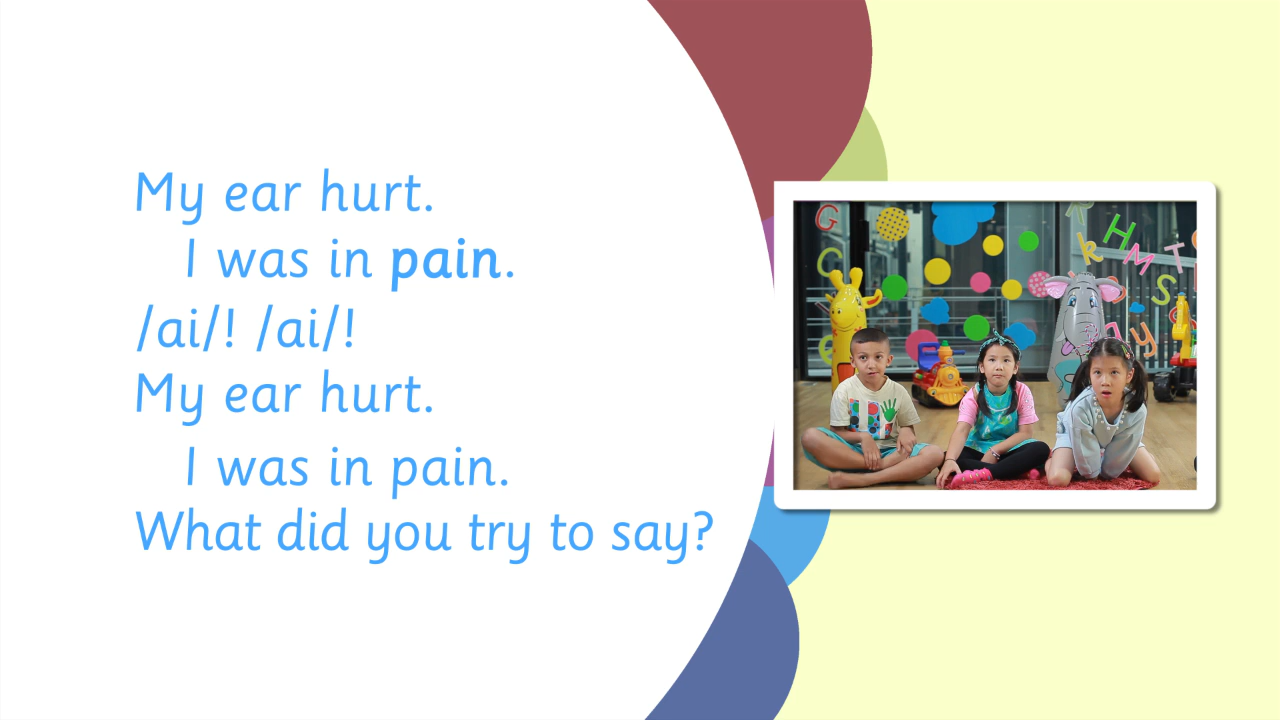 My ear hurt.
I was in pain.
/ai/! /ai/!
My ear hurt.
I was in pain.
What did you try to say?